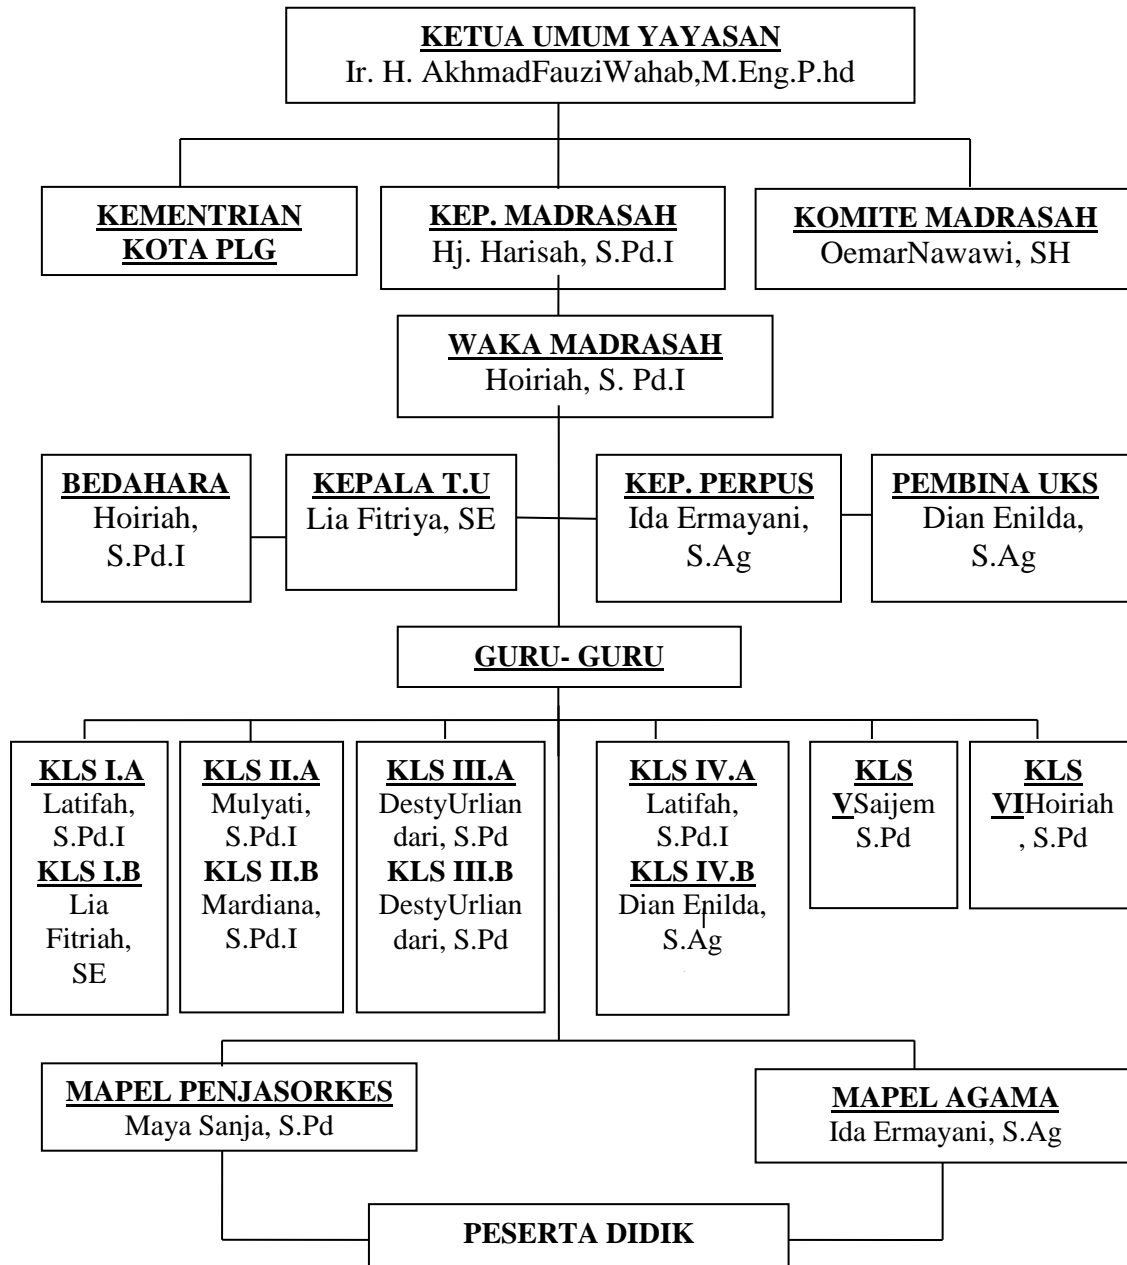 KETUA UMUM YAYASAN
Ir. H. AkhmadFauziWahab,M.Eng.P.hd
KEMENTRIAN
KOTA PLG
KEP. MADRASAH
Hj. Harisah, S.Pd.I
KOMITE MADRASAH
OemarNawawi, SH
WAKA MADRASAH
Hoiriah, S. Pd.I
BEDAHARA
Hoiriah,
S.Pd.I
KEPALA T.U
Lia Fitriya, SE
KEP. PERPUS
Ida Ermayani,
S.Ag
PEMBINA UKS
Dian Enilda,
S.Ag
GURU- GURU
KLS I.A
Latifah,
S.Pd.I
KLS I.B
Lia
Fitriah,
SE
KLS II.A
Mulyati,
S.Pd.I
KLS II.B
Mardiana,
S.Pd.I
KLS III.A
DestyUrlian
dari, S.Pd
KLS III.B
DestyUrlian
dari, S.Pd
KLS IV.A
Latifah,
S.Pd.I
KLS IV.B
Dian Enilda,
S.Ag
KLS
VSaijem
S.Pd
KLS
VIHoiriah
, S.Pd
MAPEL PENJASORKES
Maya Sanja, S.Pd
MAPEL AGAMA
Ida Ermayani, S.Ag
PESERTA DIDIK